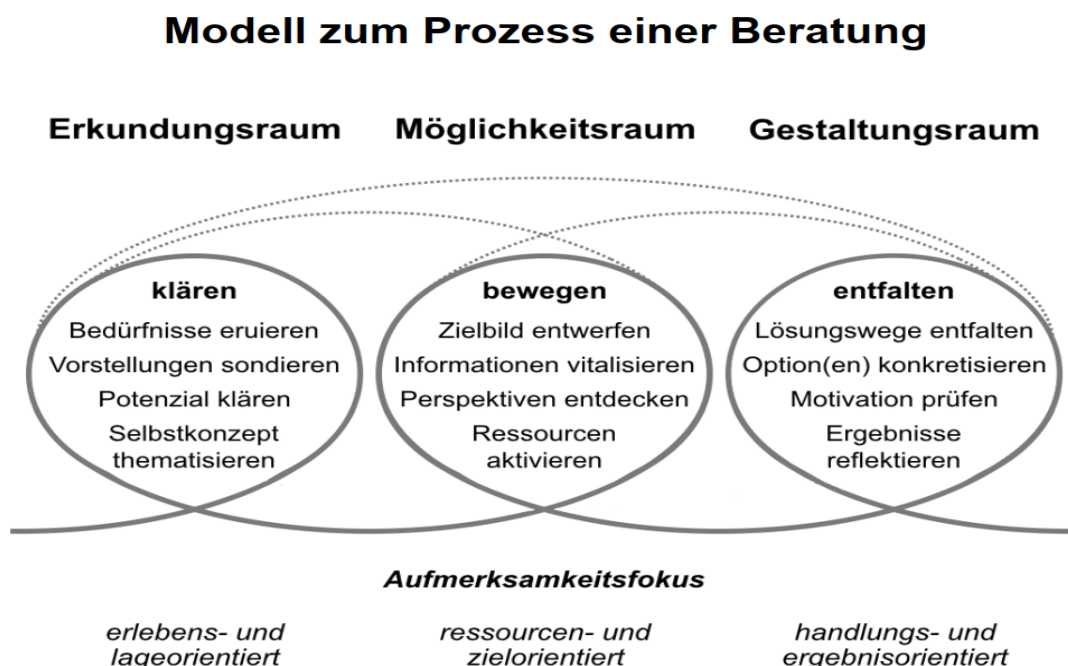 Modell zum Prozess einer Beratung
Erkundungsraum
Möglichkeitsraum
Gestaltungsraum
klären
Bedürfnisse eruieren
Vorstellungen sondieren
Potenzial klären
Selbstkonzept
thematisieren
bewegen
Zielbild entwerfen
Informationen vitalisieren
Perspektiven entdecken
Ressourcen
aktivieren
entfalten
Lösungswege entfalten
Option(en) konkretisieren
Motivation prüfen
Ergebnisse
reflektieren
Aufmerksamkeitsfokus
erlebens- und
lageorientiert
ressourcen- und
zielorientiert
handlungs- und
ergebnisorientiert